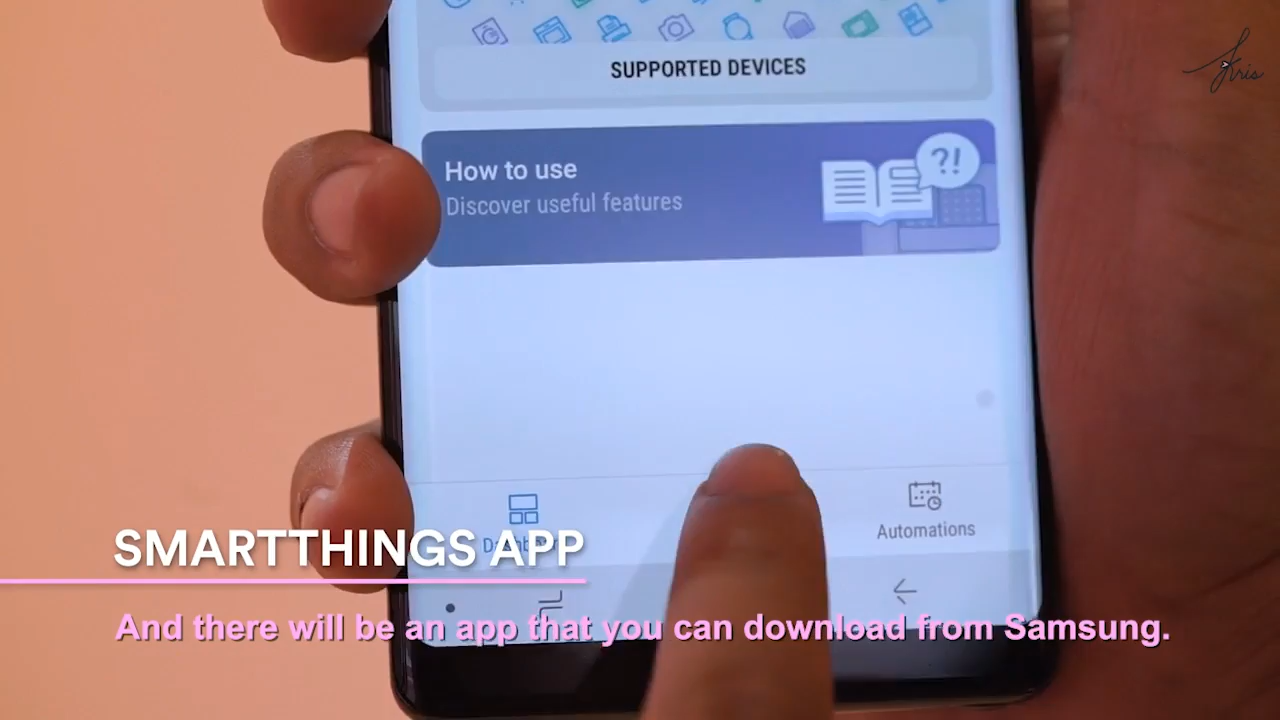 Kris
SUPPORTED DEVICES
How to use
?!
Discover useful features
Automations
SMARTTHINGS APP
And there will be an app that you can download from Samsung.